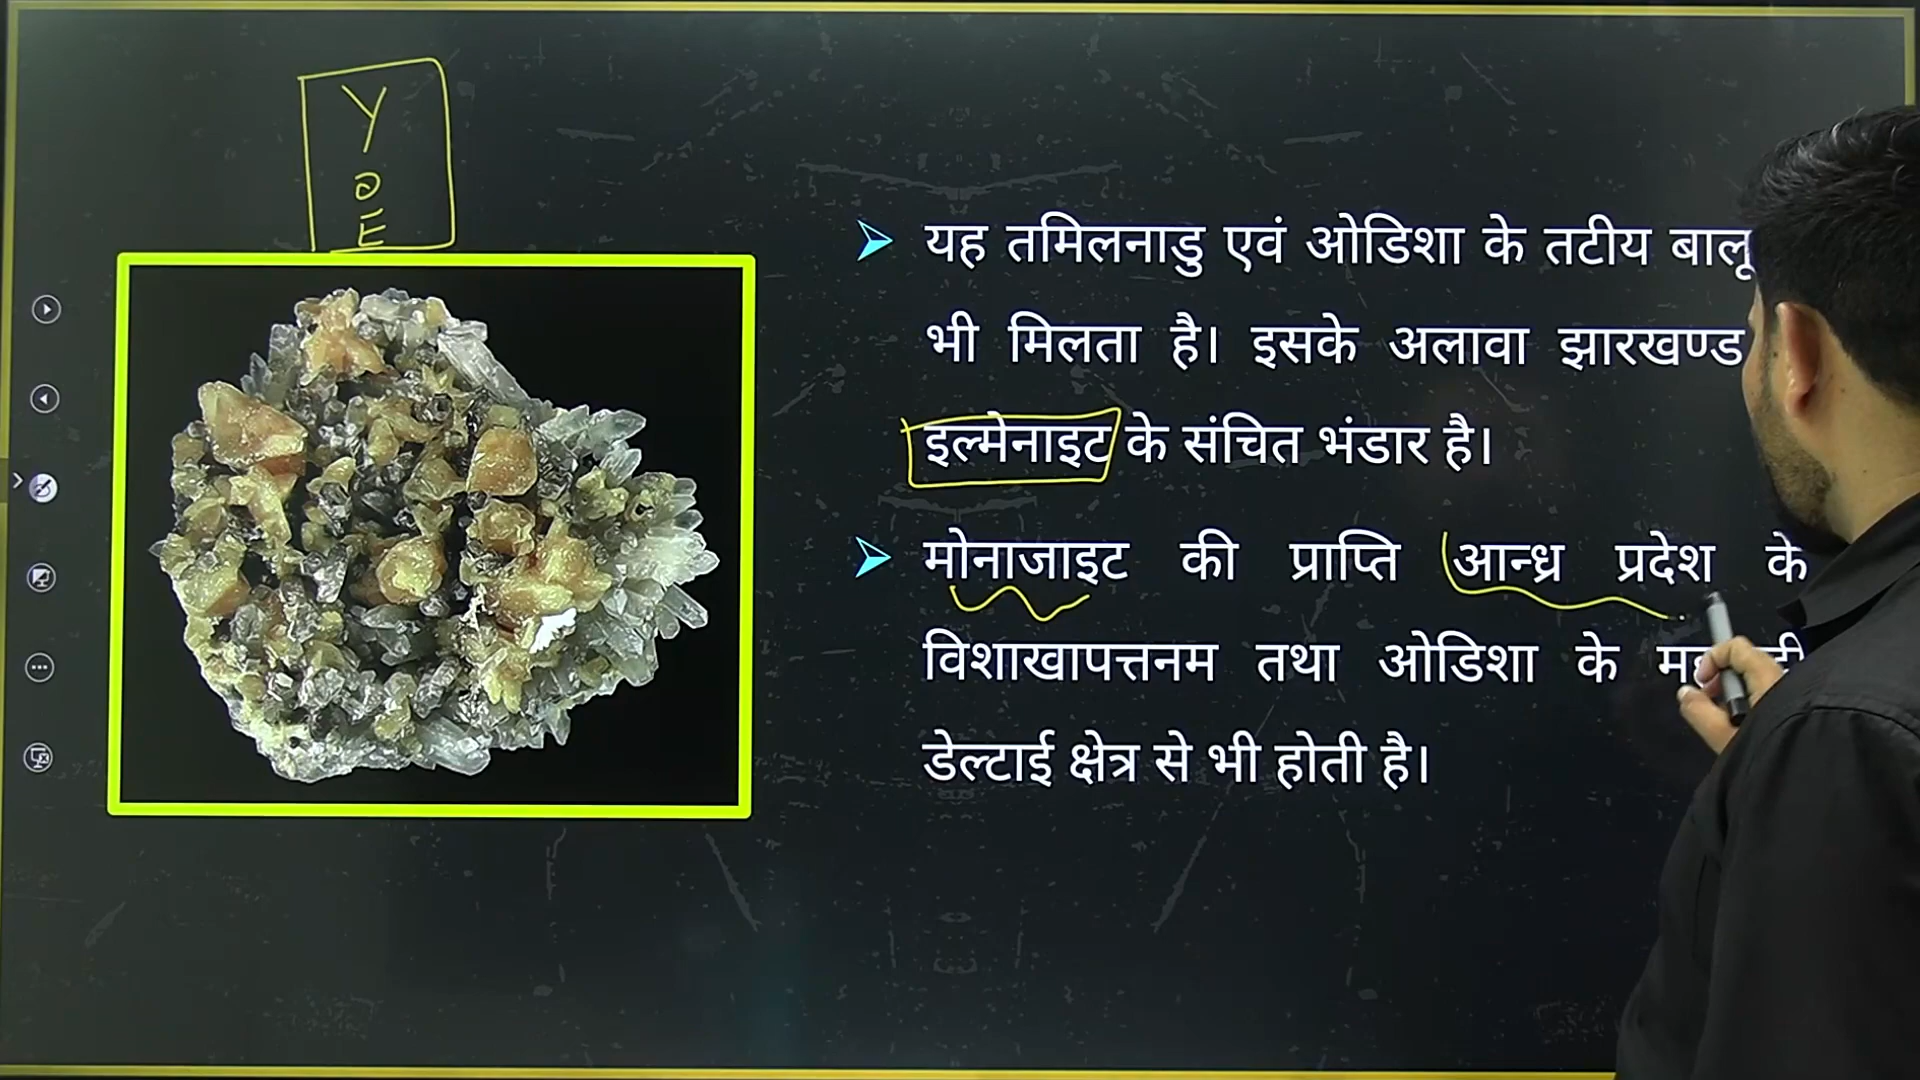 Y
यह तमिलनाडु एवं ओडिशा के तटीय बालू
भी मिलता है। इसके अलावा झारखण्ड
इल्मेनाइट के संचित भंडार है।
मोनाजाइट की प्राप्ति आन्ध्र प्रदेश के
विशाखापत्तनम तथा ओडिशा के
डेल्टाई क्षेत्र से भी होती है।